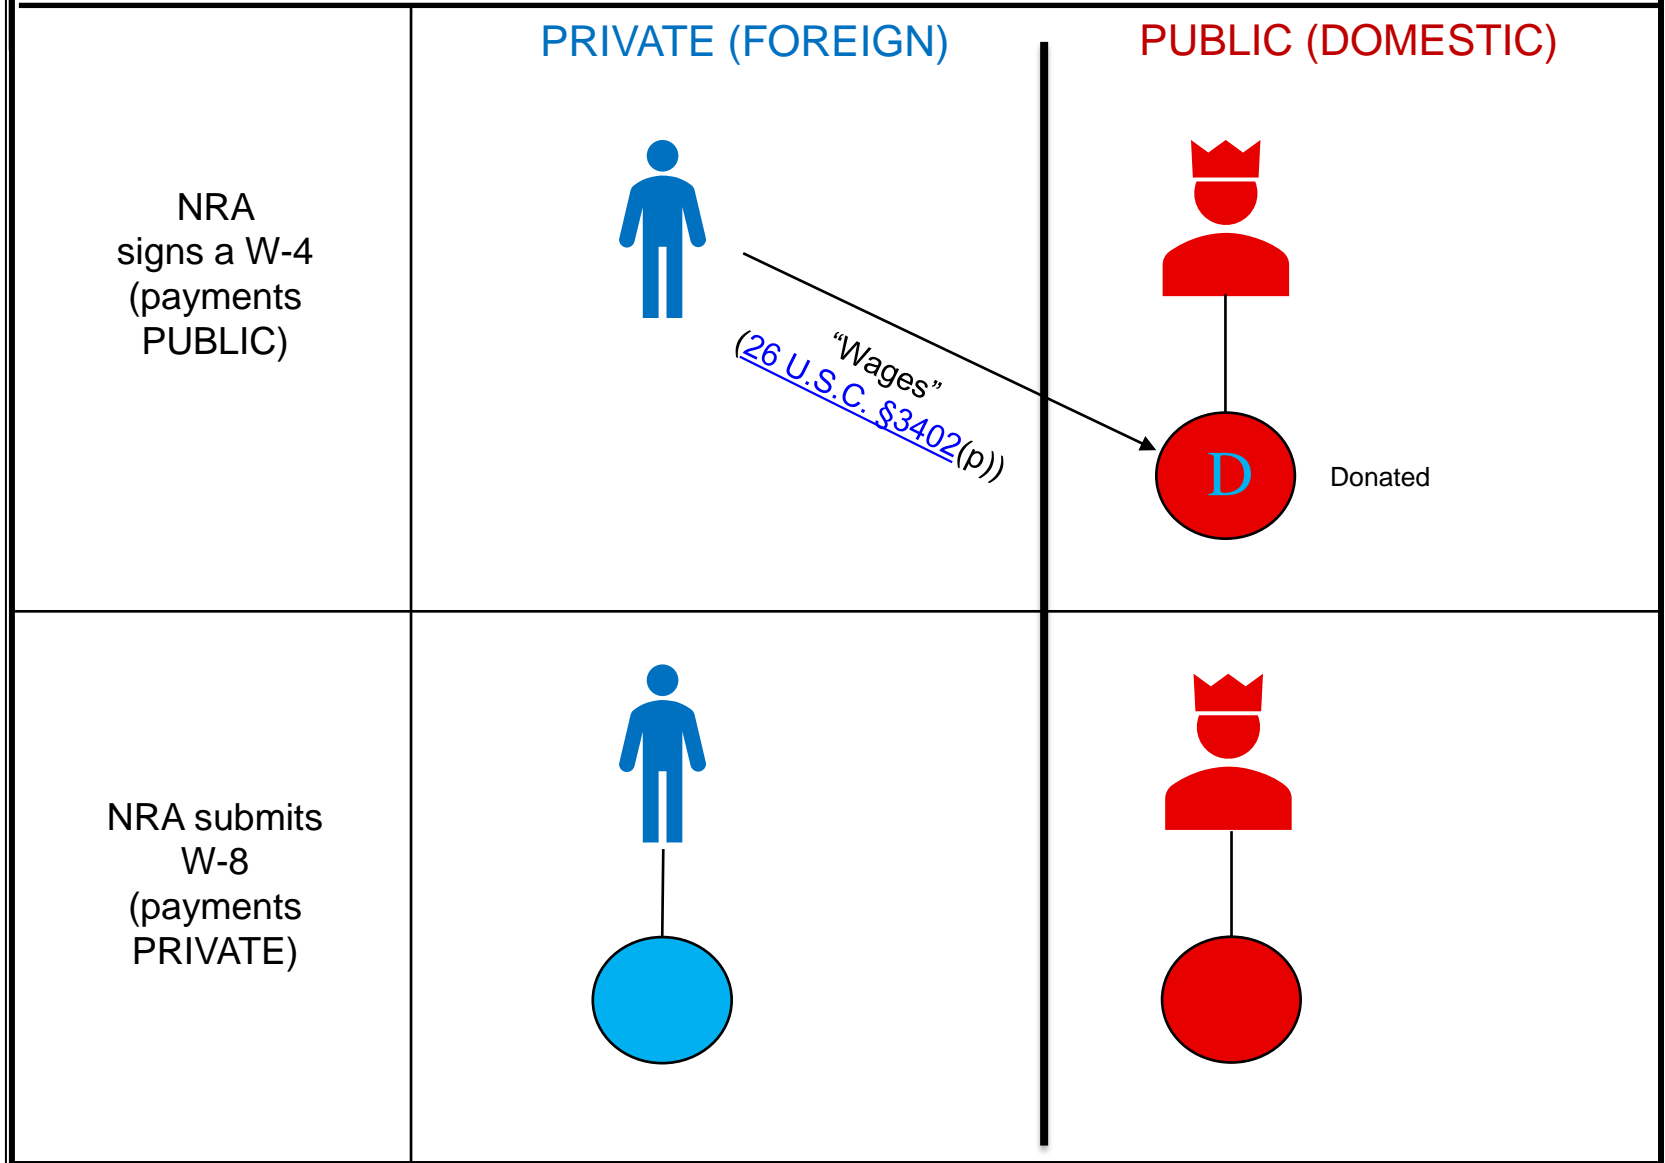 PRIVATE (FOREIGN)
PUBLIC (DOMESTIC)
NRA
signs a W-4
(payments
PUBLIC)
“Wages”
(26 U.S.C. §3402(p))
D
Donated
NRA submits
W-8
(payments
PRIVATE)